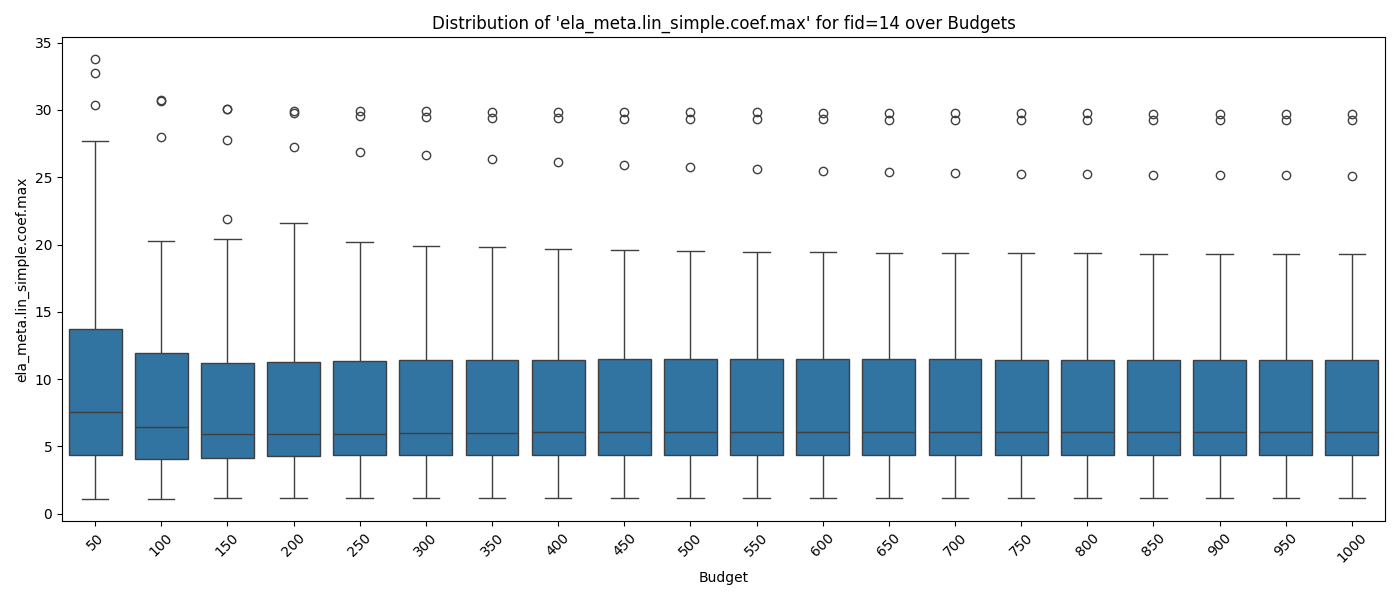 Distribution of 'ela_meta.lin_simple.coef.max' for fid=14 over Budgets
ela_meta.lin_simple.coef.max
35
30
25
20
15
10
5
0
50 100 150 200 250 300 350 400 450 500 550 600 650 700 750 800 850 900 950 1000
Budget